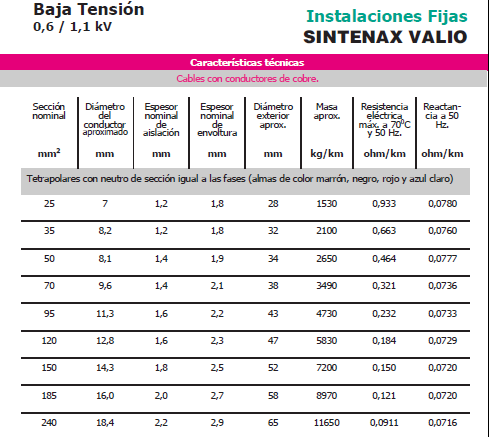 Baja Tensión
0,6 / 1,1 kV
Instalaciones Fijas
SINTENAX VALIO
Características técnicas
Cables con conductores de cobre.
Sección nominal Diámetro del conductor aproximado Espesor nominal de aislación Espesor nominal de envoltura Diámetro exterior aprox. Masa aprox. Resistencia eléctrica máx. a 70ºC y 50 Hz. Reactan-cia a 50 Hz.
mm² mm mm mm mm kg/km ohm/km ohm/km
Tetrapolares con neutro de sección igual a las fases (almas de color marrón, negro, rojo y azul claro)
25 7 1,2 1,8 28 1530 0,933 0,0780
35 8,2 1,2 1,8 32 2100 0,663 0,0760
50 8,1 1,4 1,9 34 2650 0,464 0,0777
70 9,6 1,4 2,1 38 3490 0,321 0,0736
95 11,3 1,6 2,2 43 4730 0,232 0,0733
120 12,8 1,6 2,3 47 5830 0,184 0,0729
150 14,3 1,8 2,5 52 7200 0,150 0,0720
185 16,0 2,0 2,7 58 8970 0,121 0,0720
240 18,4 2,2 2,9 65 11650 0,0911 0,0716